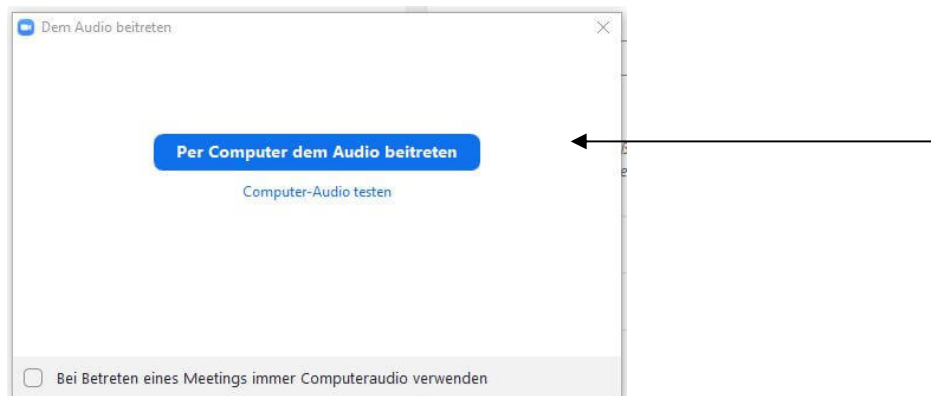 Dem Audio beitreten
Per Computer dem Audio beitreten
Computer-Audio testen
Bei Betreten eines Meetings immer Computeraudio verwenden